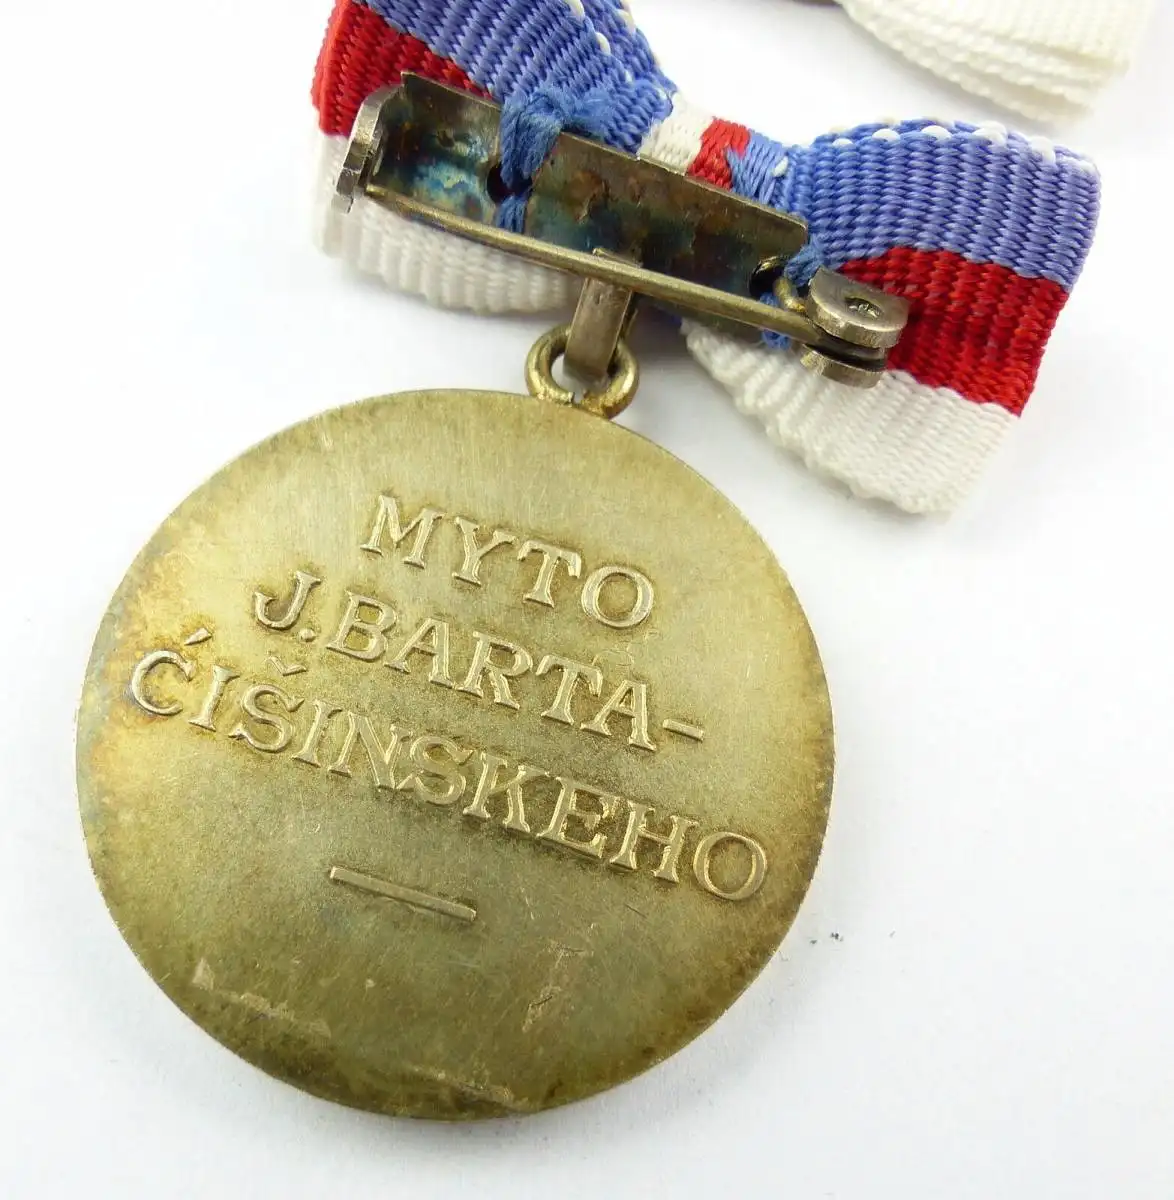 MYTO
J. BARTA-
ĆIŠINSKEHO